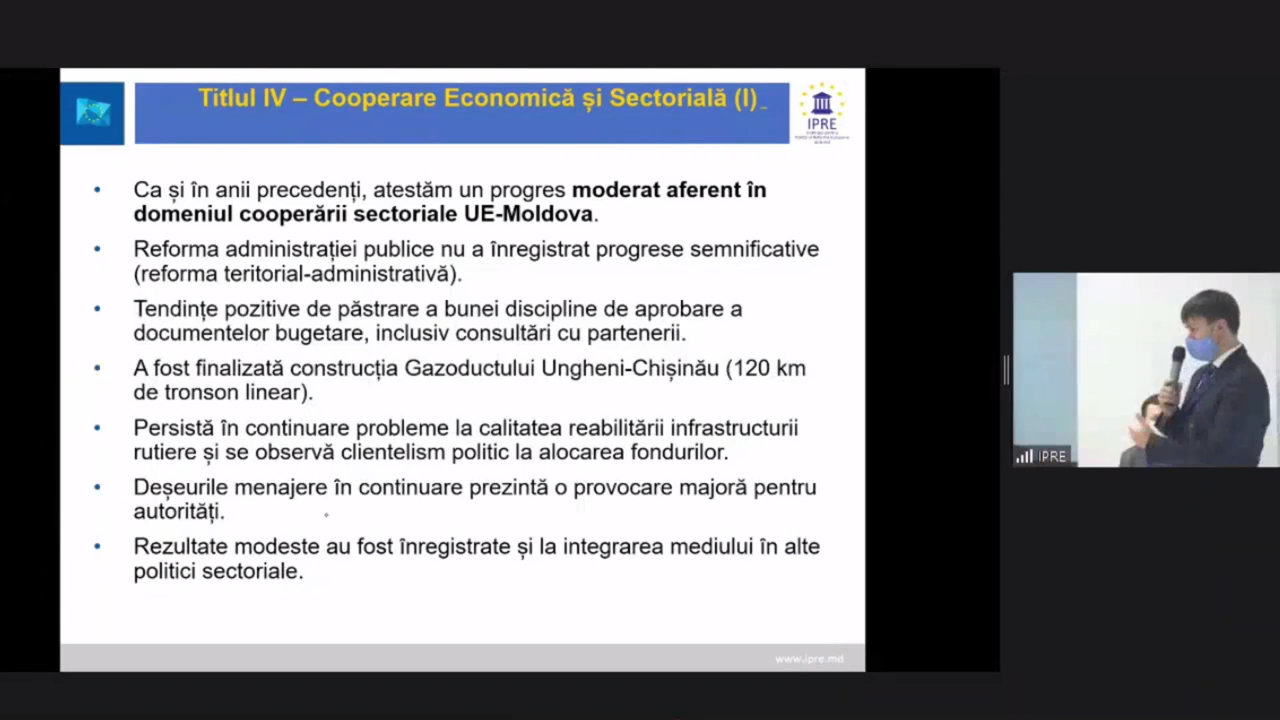 Titlul IV – Cooperare Economică și Sectorială (I)
IPRE
Ca și în anii precedenți, atestăm un progres moderat aferent în
domeniul cooperării sectoriale UE-Moldova.
Reforma administrației publice nu a înregistrat progrese semnificative
(reforma teritorial-administrativă).
Tendințe pozitive de păstrare a bunei discipline de aprobare a
documentelor bugetare, inclusiv consultări cu partenerii.
A fost finalizată construcția Gazoductului Ungheni-Chișinău (120 km
de tronson linear).
Persistă în continuare probleme la calitatea reabilitării infrastructurii
rutiere și se observă clientelism politic la alocarea fondurilor.
Deșeurile menajere în continuare prezintă o provocare majoră pentru
autorități.
Rezultate modeste au fost înregistrate și la integrarea mediului în alte
politici sectoriale.
www.ipre.md
IPRE